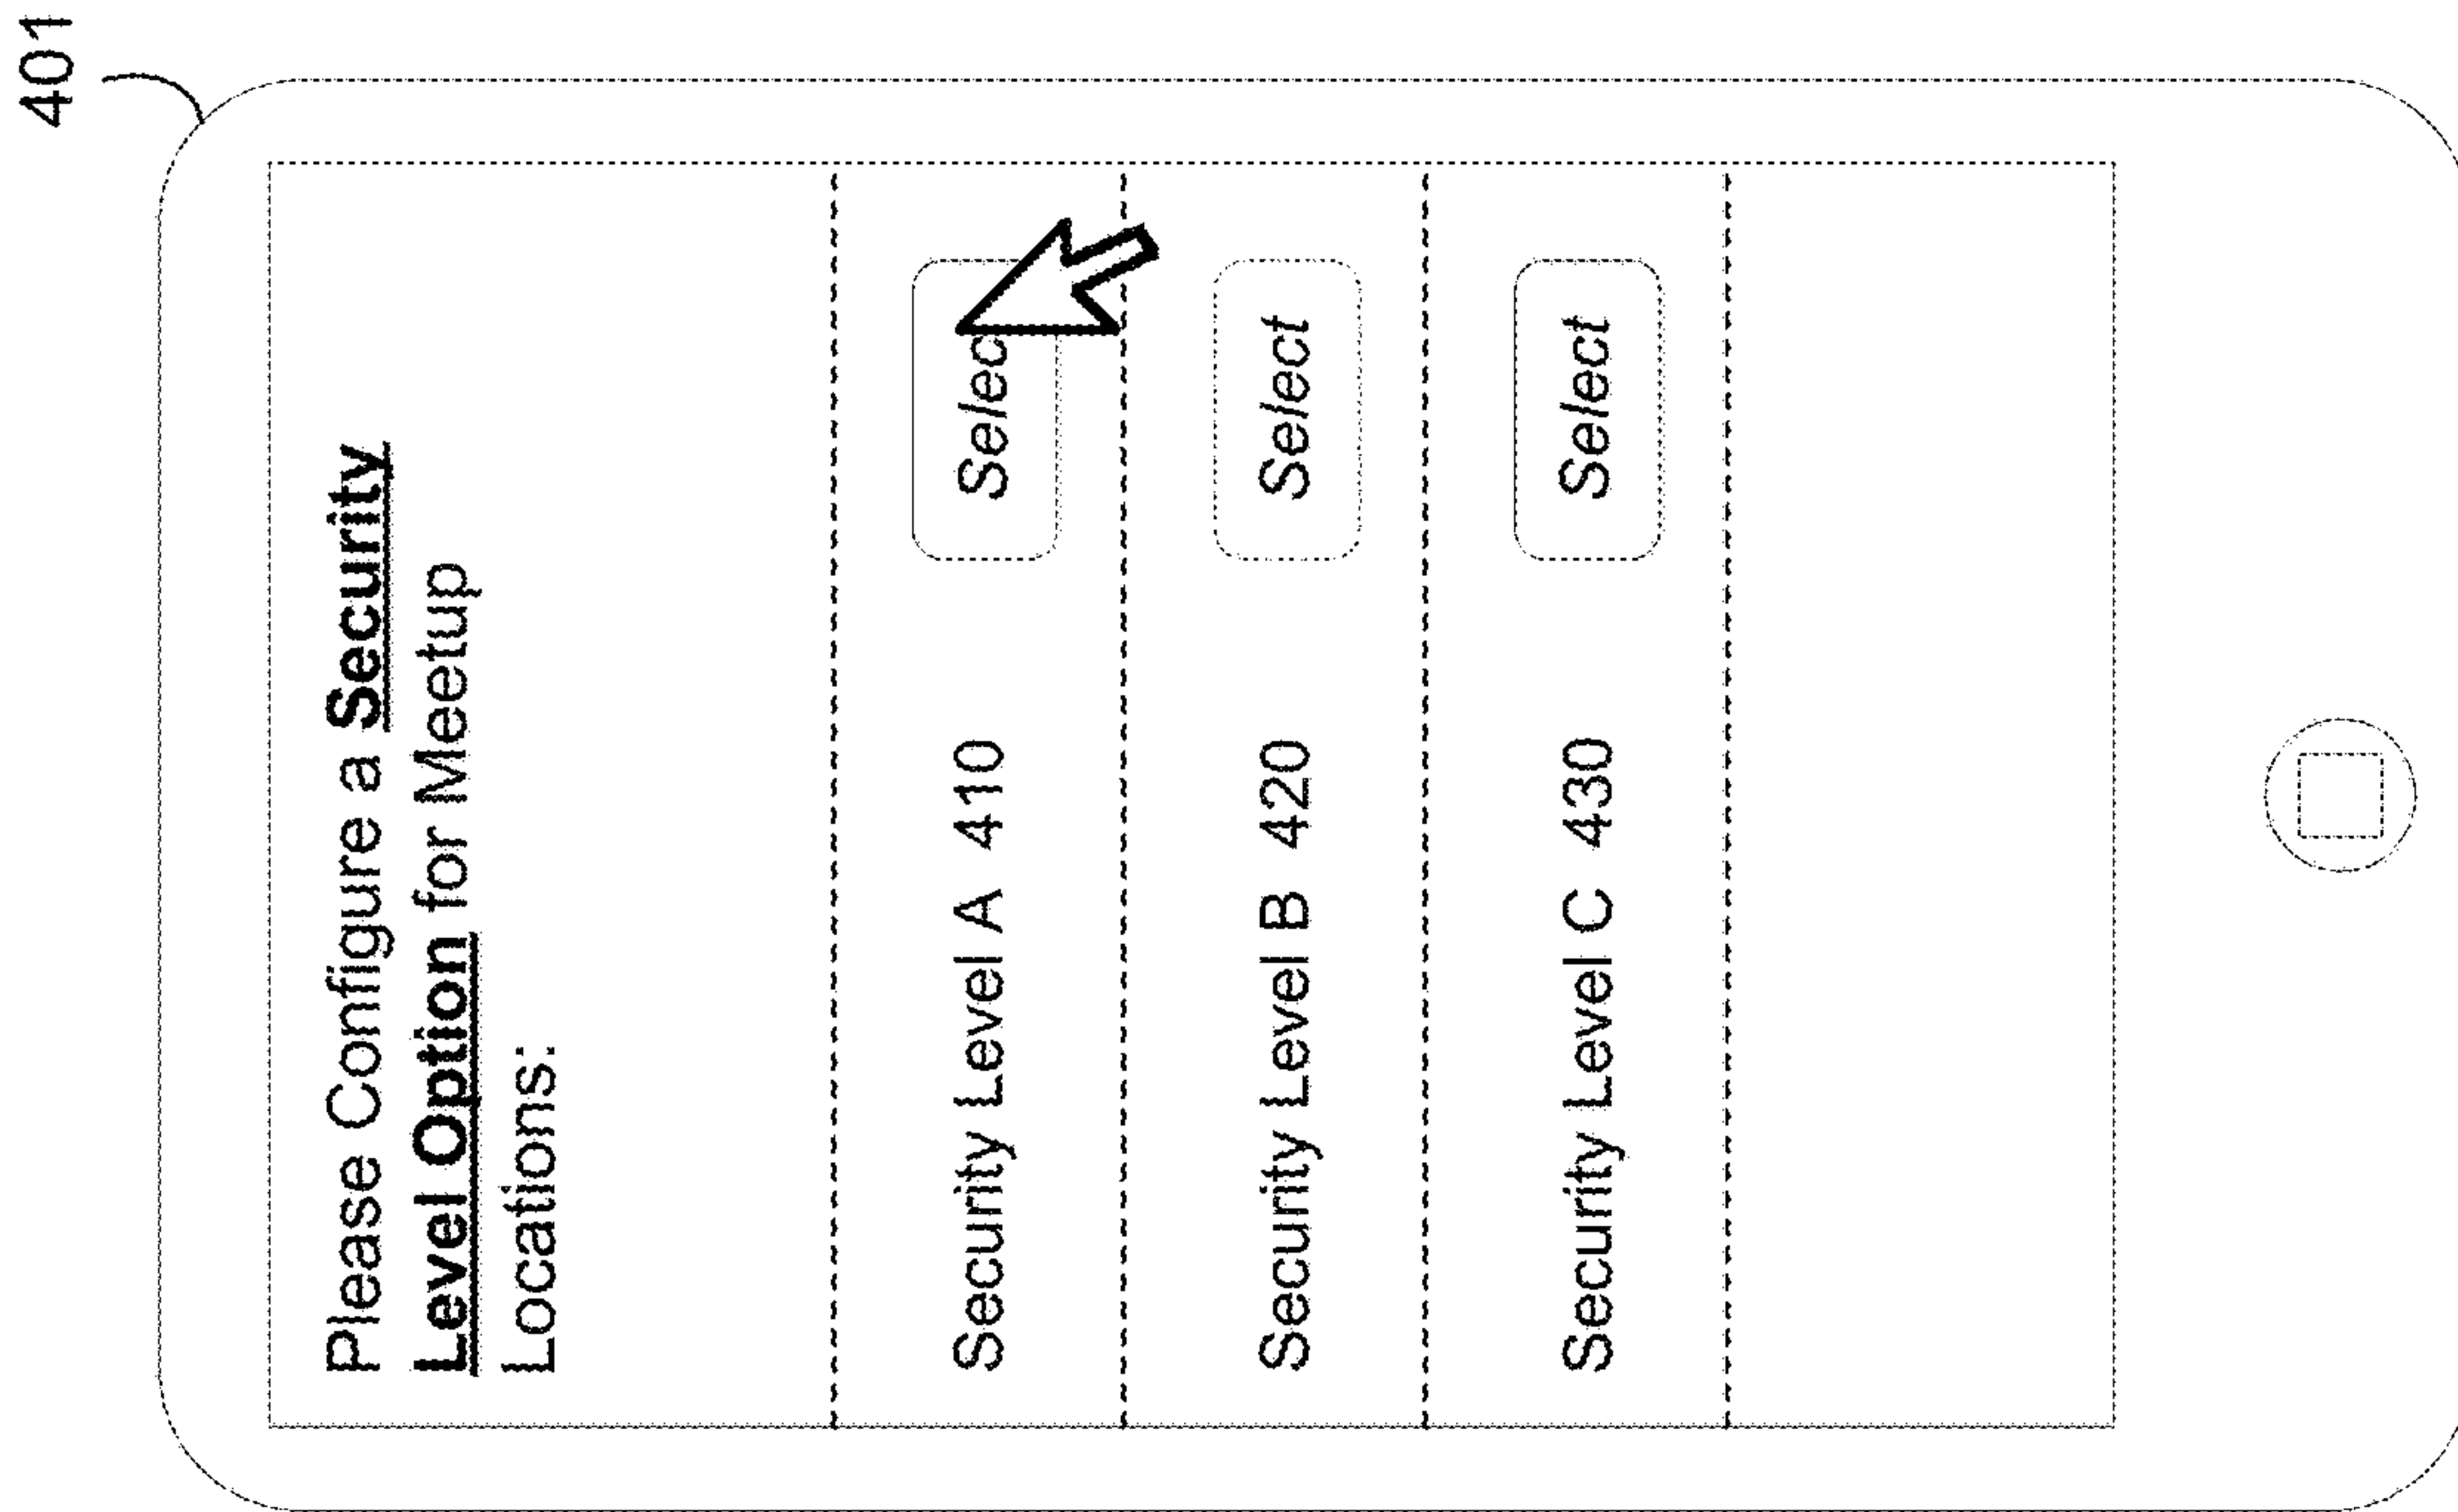 401
Please Configure a Security
Level Option for Meetup
Locations:
Security Level A 410 Select
Security Level B 420 Select
Security Level C 430 Select